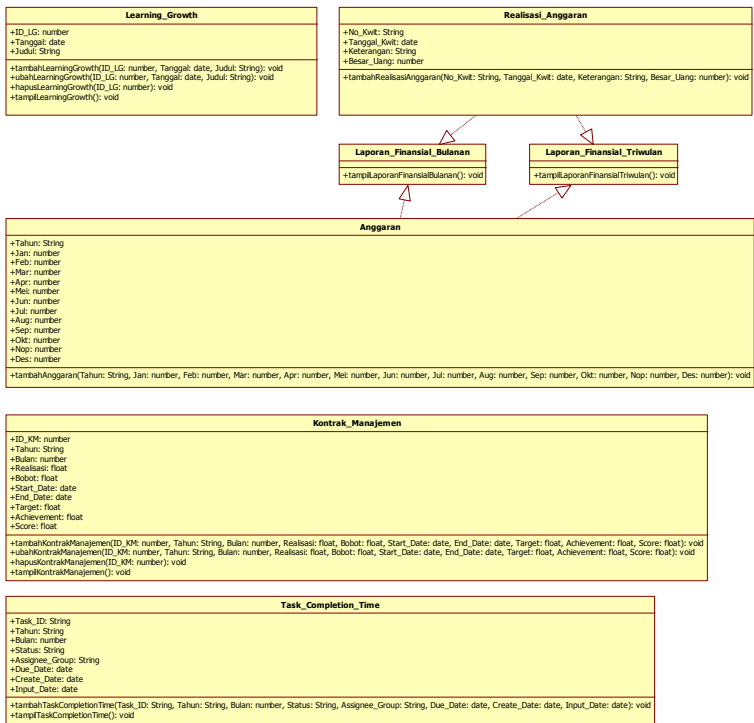 Learning_Growth
+ID_LG: number
+Tanggal: date
+Judul: String
+tambahLearningGrowth(ID_LG: number, Tanggal: date, Judul: String): void
+ubahLearningGrowth(ID_LG: number, Tanggal: date, Judul: String): void
+hapusLearningGrowth(ID_LG: number): void
+tampilLearningGrowth(): void
Realisasi_Anggaran
+No_Kwit: String
+Tanggal_Kwit: date
+Keterangan: String
+Besar_Uang: number
+tambahRealisasiAnggaran(No_Kwit: String, Tanggal_Kwit: date, Keterangan: String, Besar_Uang: number): void
Laporan_Finansial_Bulanan
+tampilLaporanFinansialBulanan(): void
Laporan_Finansial_Triwulan
+tampilLaporanFinansialTriwulan(): void
Anggaran
+Tahun: String
+Jan: number
+Feb: number
+Mar: number
+Apr: number
+Mei: number
+Jun: number
+Jul: number
+Aug: number
+Sep: number
+Okt: number
+Nop: number
+Des: number
+tambahAnggaran(Tahun: String, Jan: number, Feb: number, Mar: number, Apr: number, Mei: number, Jun: number, Jul: number, Aug: number, Sep: number, Okt: number, Nop: number, Des: number): void
Kontrak_Manajemen
+ID_KM: number
+Tahun: String
+Bulan: number
+Realisasi: float
+Bobot: float
+Start_Date: date
+End_Date: date
+Target: float
+Achievement: float
+Score: float
+tambahKontrakManajemen(ID_KM: number, Tahun: String, Bulan: number, Realisasi: float, Bobot: float, Start_Date: date, End_Date: date, Target: float, Achievement: float, Score: float): void
+ubahKontrakManajemen(ID_KM: number, Tahun: String, Bulan: number, Realisasi: float, Bobot: float, Start_Date: date, End_Date: date, Target: float, Achievement: float, Score: float): void
+hapusKontrakManajemen(ID_KM: number): void
+tampilKontrakManajemen(): void
Task_Completion_Time
+Task_ID: String
+Tahun: String
+Bulan: number
+Status: String
+Assignee_Group: String
+Due_Date: date
+Create_Date: date
+Input_Date: date
+tambahTaskCompletionTime(Task_ID: String, Tahun: String, Bulan: number, Status: String, Assignee_Group: String, Due_Date: date, Create_Date: date, Input_Date: date): void
+tampilTaskCompletionTime(): void